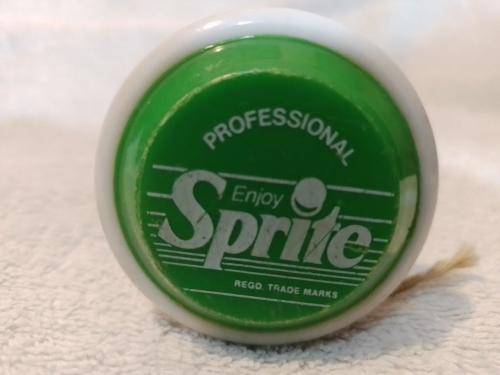 PROFESSIONAL
Enjoy
Sprite
REGD. TRADE MARKS